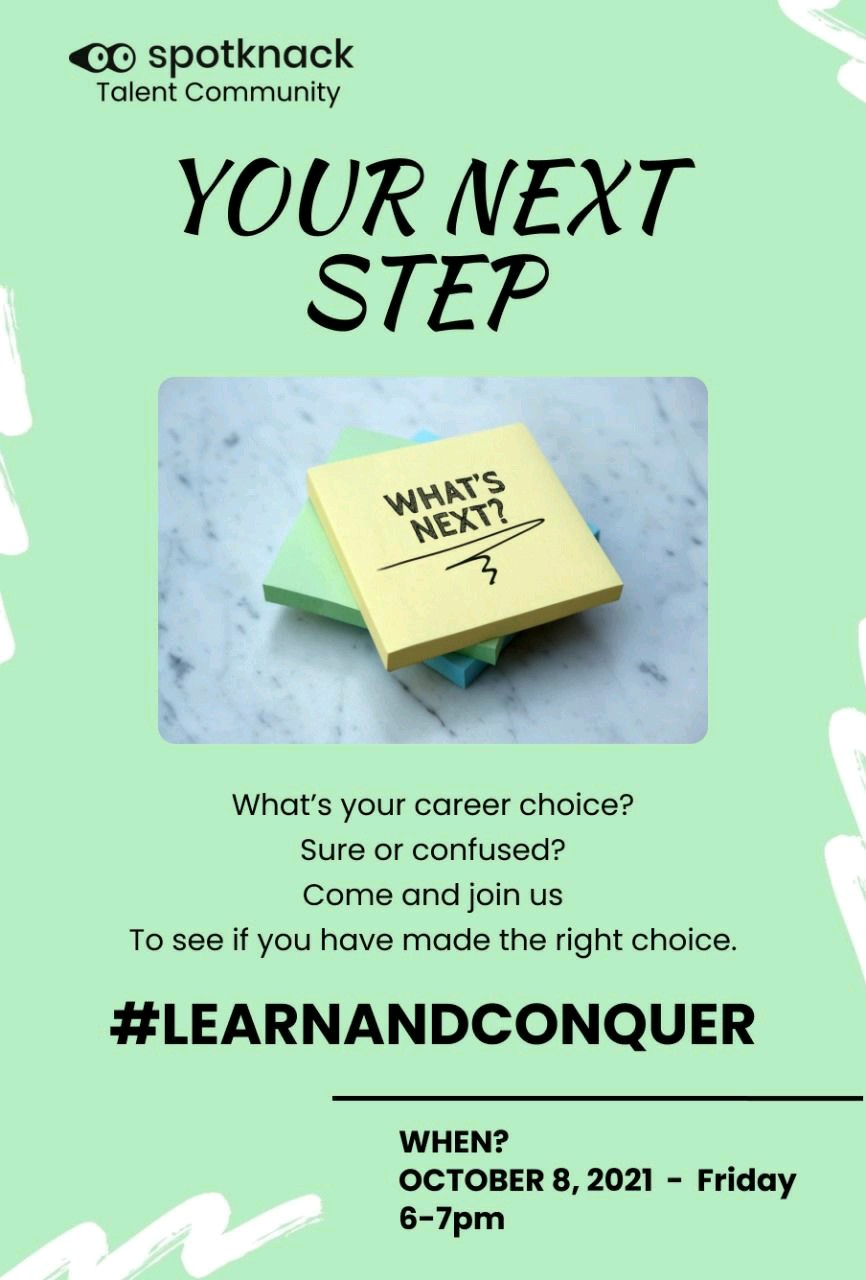 spotknack
Talent Community
YOUR NEXT
STEP
WHAT'S
NEXT?
What's your career choice?
Sure or confused?
Come and join us
To see if you have made the right choice.
#LEARNANDCONQUER
WHEN?
OCTOBER 8, 2021 - Friday
6-7pm